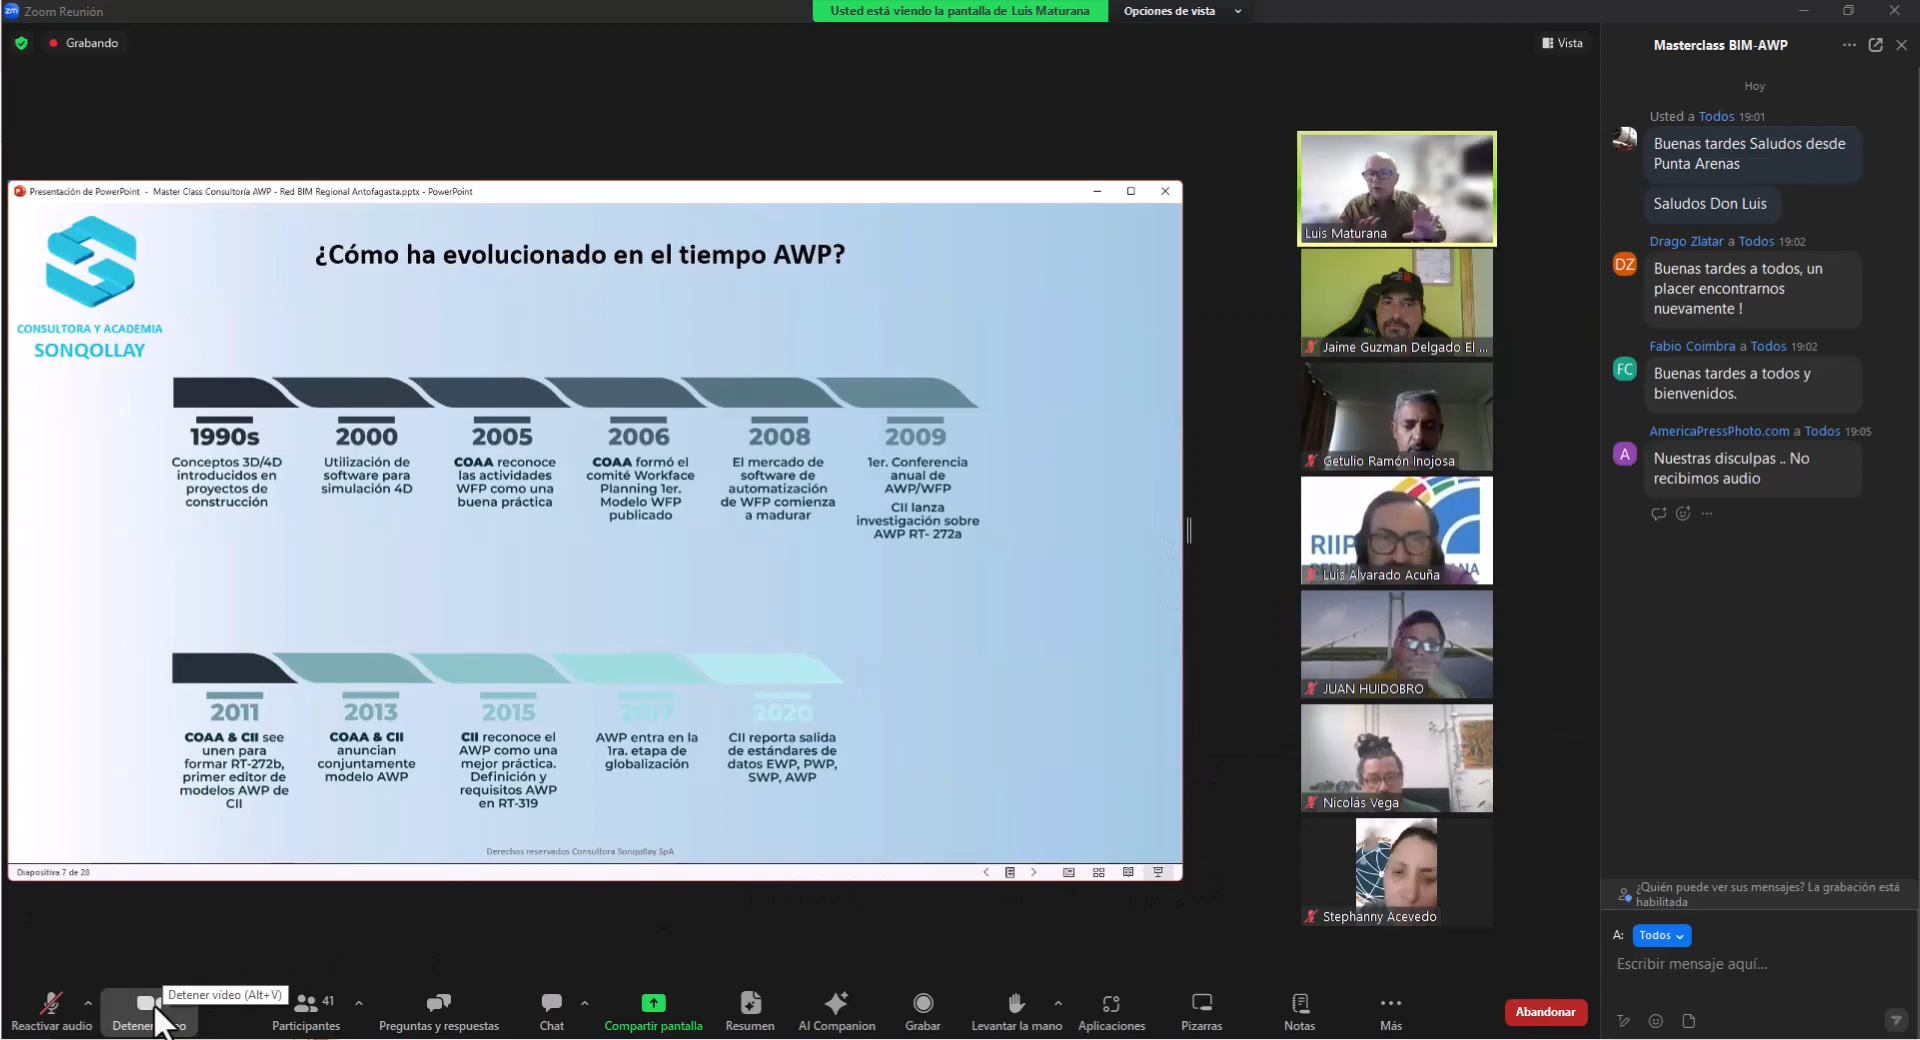 Zoom Reunión
Usted está viendo la pantalla de Luis Maturana
Opciones de vista
Grabando
Vista
Presentación de PowerPoint - Master Class Consultoría AWP - Red BIM Regional Antofagasta.pptx - PowerPoint
CONSULTORA Y ACADEMIA
SONQOLLAY
¿Cómo ha evolucionado en el tiempo AWP?
1990s
Conceptos 3D/4D
introducidos en
proyectos de
construcción
2000
Utilización de
software para
simulación 4D
2005
COAA reconoce
las actividades
WFP como una
buena práctica
2006
COAA formó el
comité Workface
Planning 1er.
Modelo WFP
publicado
2008
El mercado de
software de
automatización
de WFP comienza
a madurar
2009
1er. Conferencia
anual de
AWP/WFP
CII lanza
investigación sobre
AWP RT- 272a
2011
COAA & CII see
unen para
formar RT-272b,
primer editor de
modelos AWP de
CII
2013
COAA & CII
anuncian
conjuntamente
modelo AWP
2015
CII reconoce el
AWP como una
mejor práctica.
Definición y
requisitos AWP
en RT-319
2017
AWP entra en la
1ra. etapa de
globalización
2020
CII reporta salida
de estándares de
datos EWP, PWP,
SWP, AWP
Derechos reservados Consultora Sonqollay SpA
Diapositiva 7 de 28
Luis Maturana
Jaime Guzman Delgado El ...
Getulio Ramón Inojosa
RIIP
Luis Alvarado Acuña
JUAN HUIDOBRO
Nicolás Vega
Stephanny Acevedo
Masterclass BIM-AWP
Hoy
Usted a Todos 19:01
Buenas tardes Saludos desde
Punta Arenas
Saludos Don Luis
Drago Zlatar a Todos 19:02
DZ
Buenas tardes a todos, un
placer encontrarnos
nuevamente !
Fabio Coimbra a Todos 19:02
FC
Buenas tardes a todos y
bienvenidos.
AmericaPressPhoto.com a Todos 19:05
A
Nuestras disculpas .. No
recibimos audio
¿Quién puede ver sus mensajes? La grabación está
habilitada
A: Todos
Escribir mensaje aquí...
Detener vídeo (Alt+V)
Reactivar audio
Participantes
41
Preguntas y respuestas
Chat
Compartir pantalla
Resumen
AI Companion
Grabar
Levantar la mano
Aplicaciones
Pizarras
Notas
Más
Abandonar